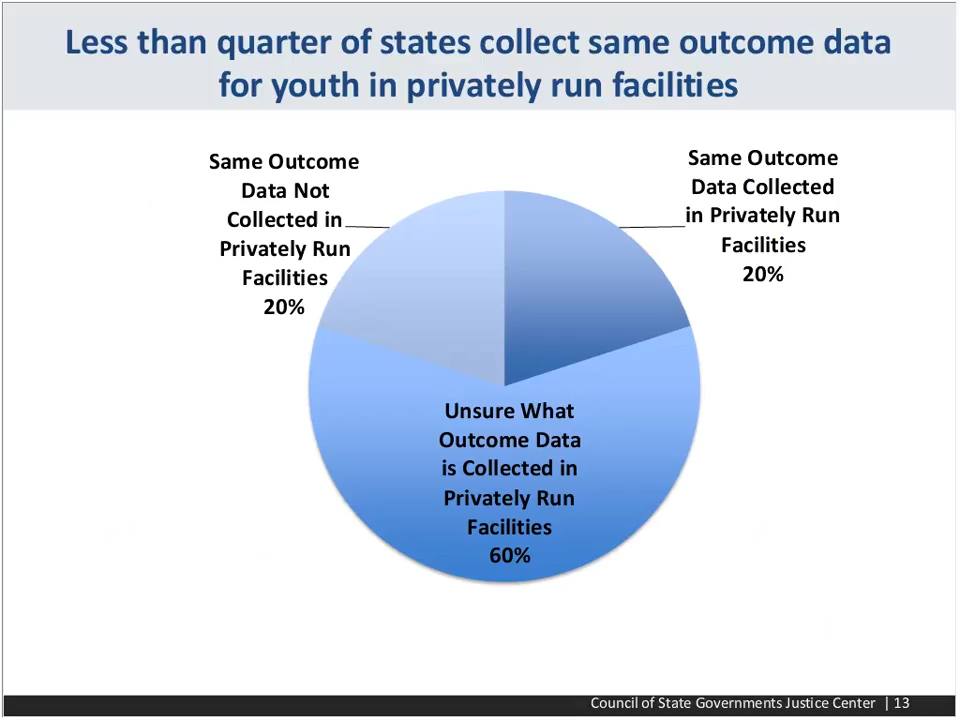 Less than quarter of states collect same outcome data
for youth in privately run facilities
Same Outcome
Data Not
Collected in
Privately Run
Facilities
20%
Same Outcome
Data Collected
in Privately Run
Facilities
20%
Unsure What
Outcome Data
is Collected in
Privately Run
Facilities
60%
Council of State Governments Justice Center | 13